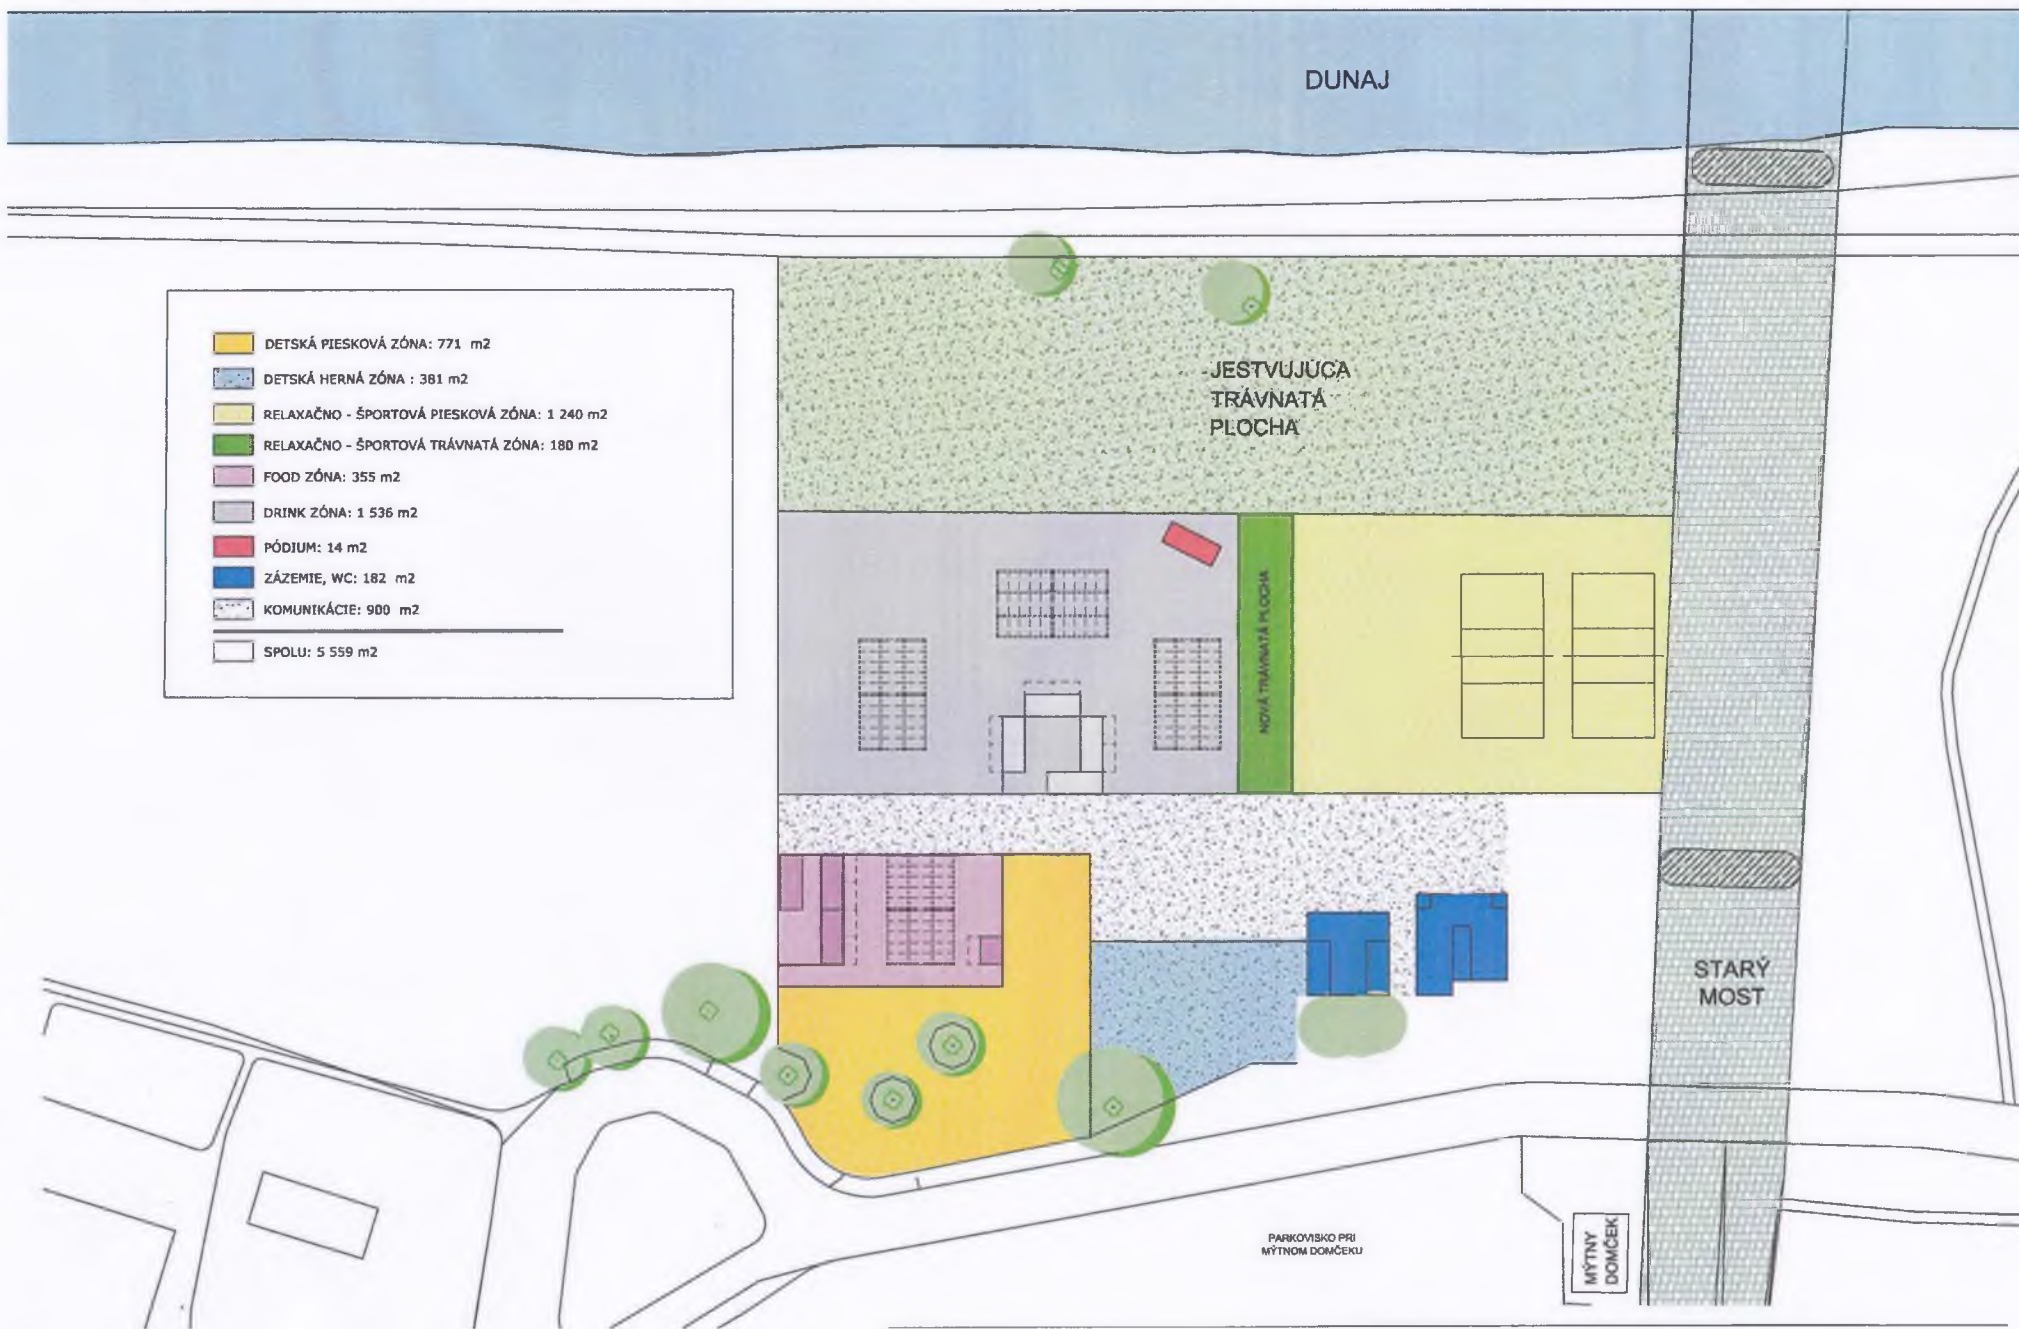 DUNAJ
DETSKÁ PIESKOVÁ ZÓNA: 771 m2
DETSKÁ HERNÁ ZÓNA : 381 m2
RELAXAČNO - ŠPORTOVÁ PIESKOVÁ ZÓNA: 1 240 m2
RELAXAČNO - ŠPORTOVÁ TRÁVNATÁ ZÓNA: 180 m2
FOOD ZÓNA: 355 m2
DRINK ZÓNA: 1 536 m2
PÓDIUM: 14 m2
ZÁZEMIE, WC: 182 m2
KOMUNIKÁCIE: 900 m2
SPOLU: 5 559 m2
JESTVUJÚCA
TRÁVNATÁ
PLOCHA
NOVÁ TRÁVNATÁ PLOCHA
STARÝ
MOST
PARKOVISKO PRI
MÝTNOM DOMČEKU
MÝTNY
DOMČEK